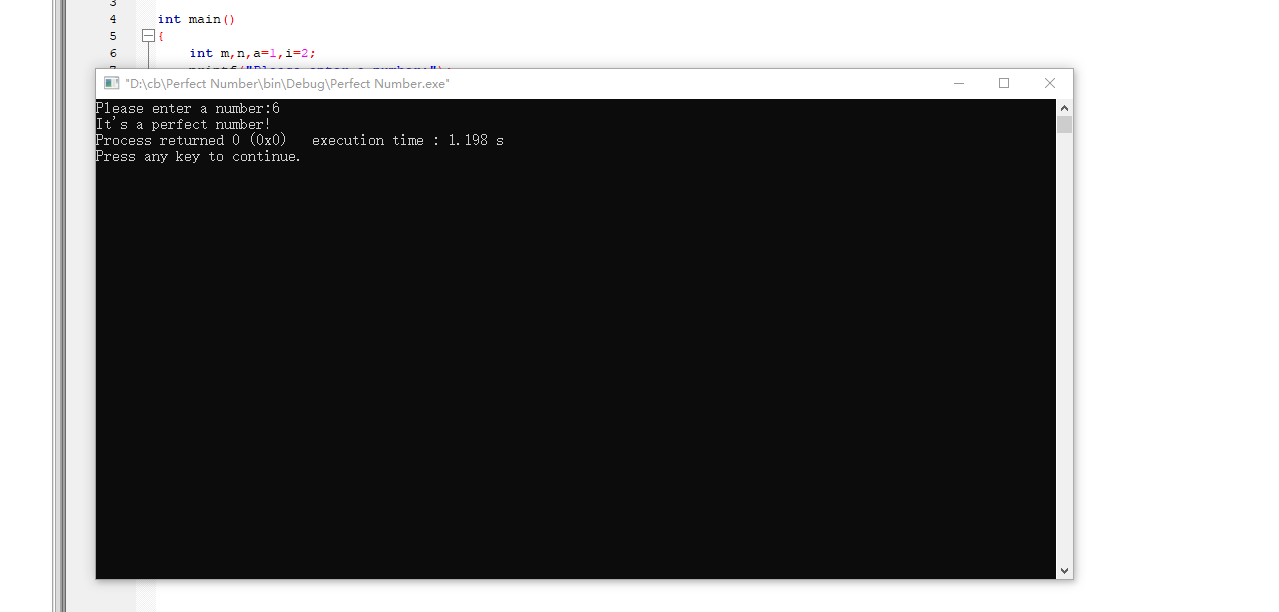 3
4 int main()
5 {
6 int m,n,a=1,i=2;
"D:\cb\Perfect Number\bin\Debug\Perfect Number.exe"
Please enter a number:6
It's a perfect number!
Process returned 0 (0x0)   execution time : 1.198 s
Press any key to continue.